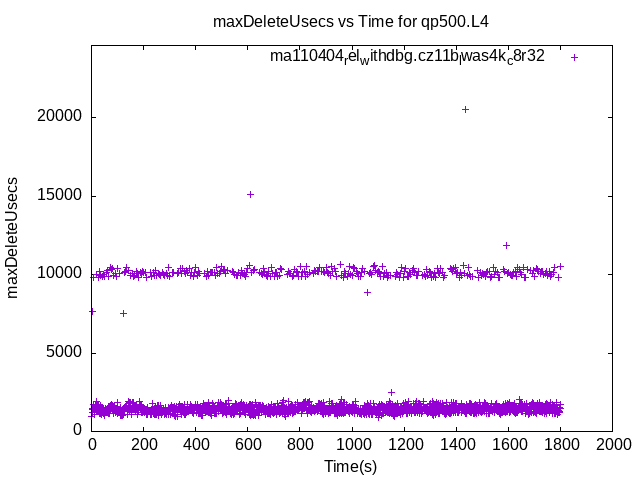 maxDeleteUsecs vs Time for qp500.L4
ma110404relwithdbg.cz11blwas4kc8r32
20000
15000
10000
5000
0
maxDeleteUsecs
0 200 400 600 800 1000 1200 1400 1600 1800 2000
Time(s)